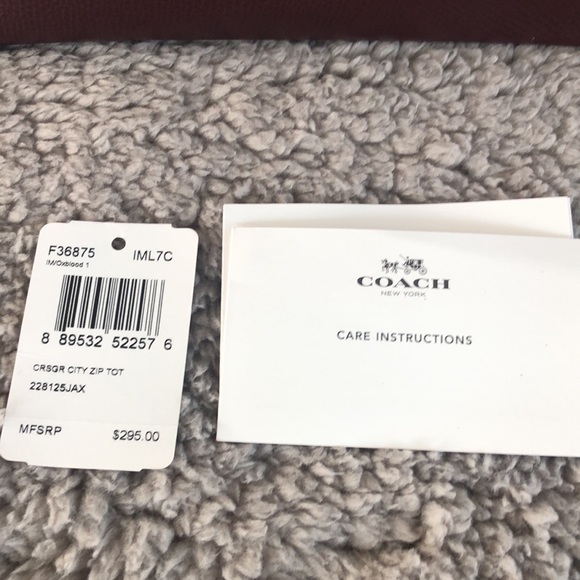 F36875 IML7C
IM/Oxblood 1
8 89532 52257 6
CRSGR CITY ZIP TOT
228125JAX
MFSRP $295.00
COACH
NEW YORK
CARE INSTRUCTIONS